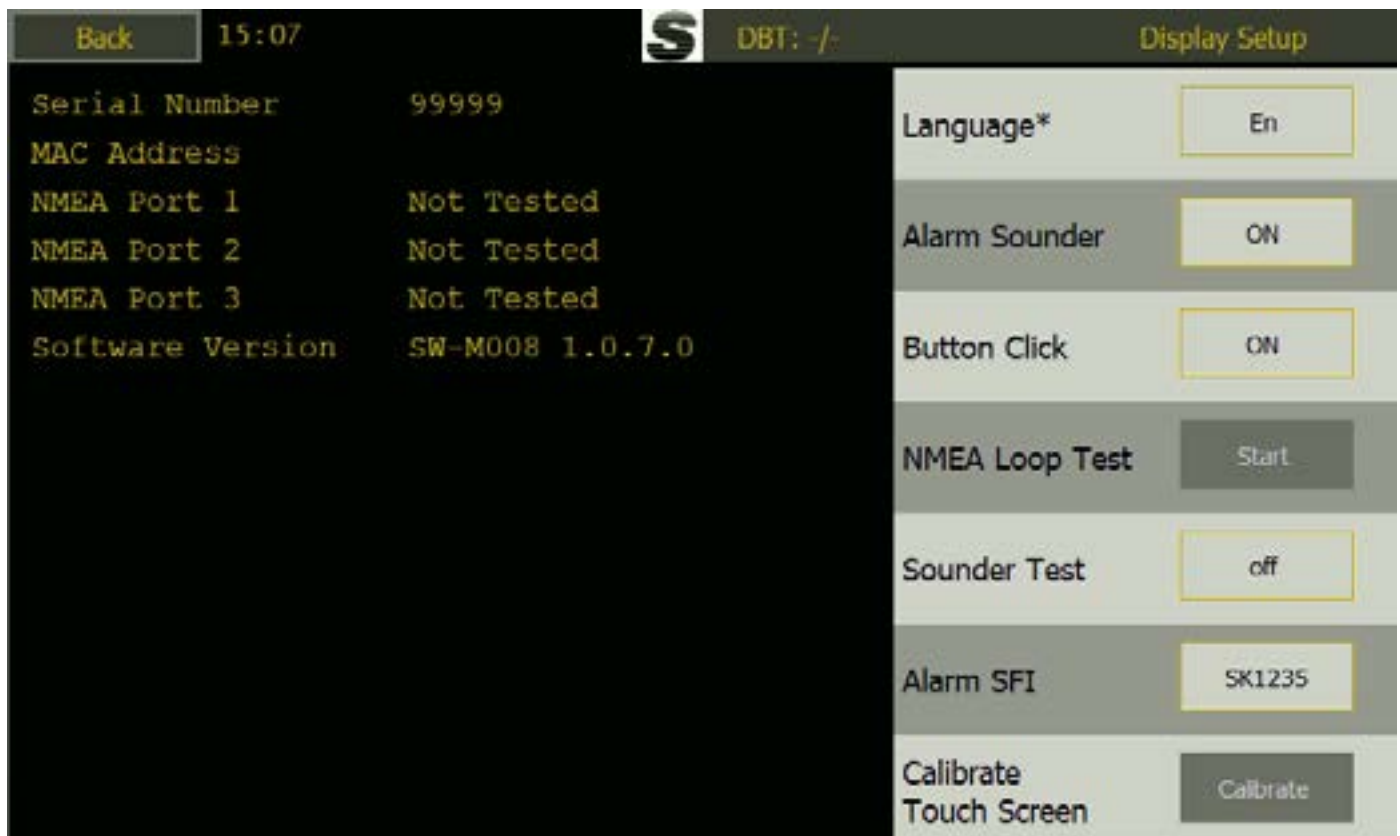 Back 15:07 S DBT: -/- Display Setup
Serial Number 99999
MAC Address
NMEA Port 1 Not Tested
NMEA Port 2 Not Tested
NMEA Port 3 Not Tested
Software Version SW-M008 1.0.7.0
Language* En
Alarm Sounder ON
Button Click ON
NMEA Loop Test Start
Sounder Test off
Alarm SFI SK1235
Calibrate
Touch Screen
Calibrate